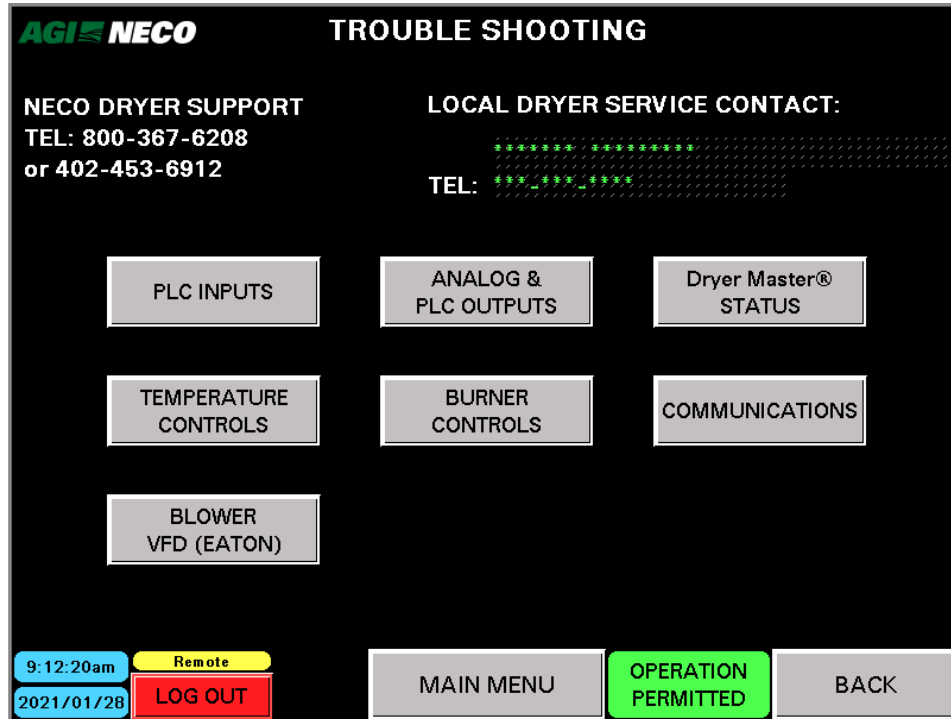 AGI NECO
TROUBLE SHOOTING
NECO DRYER SUPPORT
TEL: 800-367-6208
or 402-453-6912
LOCAL DRYER SERVICE CONTACT:
******* *********
TEL: ***-***-****
PLC INPUTS
ANALOG &
PLC OUTPUTS
Dryer Master®
STATUS
TEMPERATURE
CONTROLS
BURNER
CONTROLS
COMMUNICATIONS
BLOWER
VFD (EATON)
9:12:20am
2021/01/28
Remote
LOG OUT
MAIN MENU
OPERATION
PERMITTED
BACK